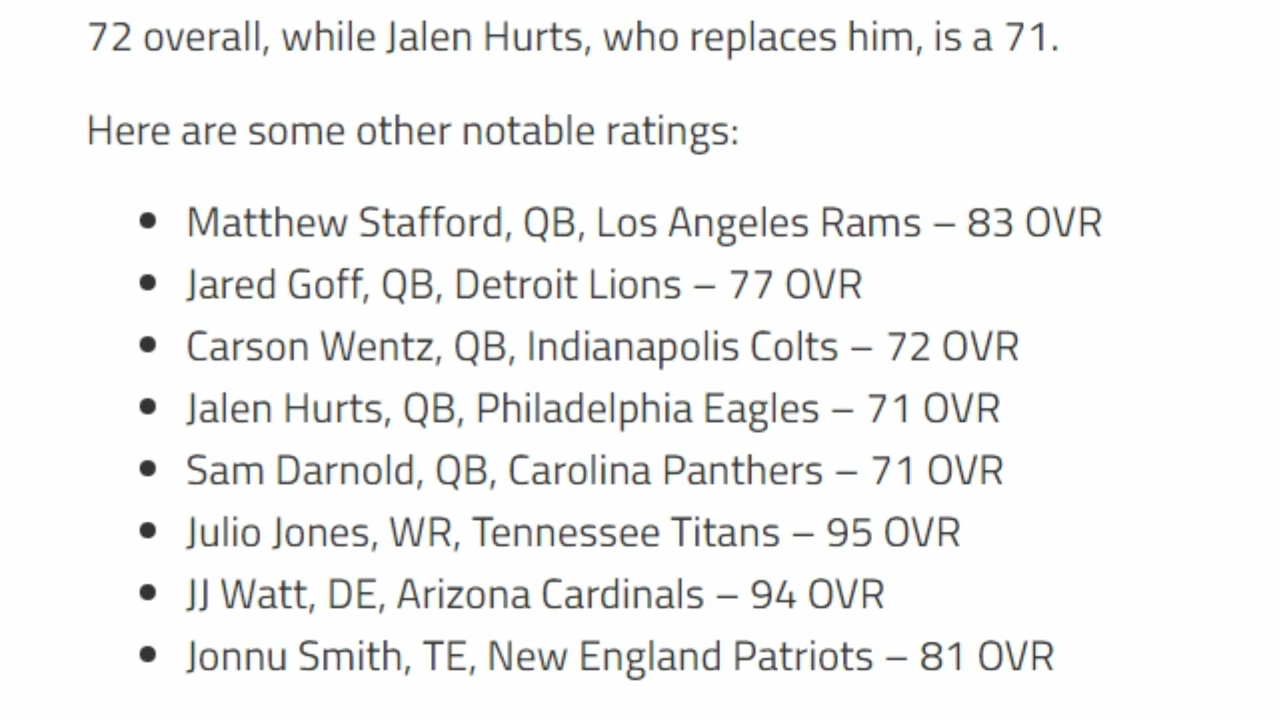 72 overall, while Jalen Hurts, who replaces him, is a 71.
Here are some other notable ratings:
• Matthew Stafford, QB, Los Angeles Rams – 83 OVR
• Jared Goff, QB, Detroit Lions – 77 OVR
• Carson Wentz, QB, Indianapolis Colts – 72 OVR
• Jalen Hurts, QB, Philadelphia Eagles – 71 OVR
• Sam Darnold, QB, Carolina Panthers – 71 OVR
• Julio Jones, WR, Tennessee Titans – 95 OVR
• JJ Watt, DE, Arizona Cardinals – 94 OVR
• Jonnu Smith, TE, New England Patriots – 81 OVR